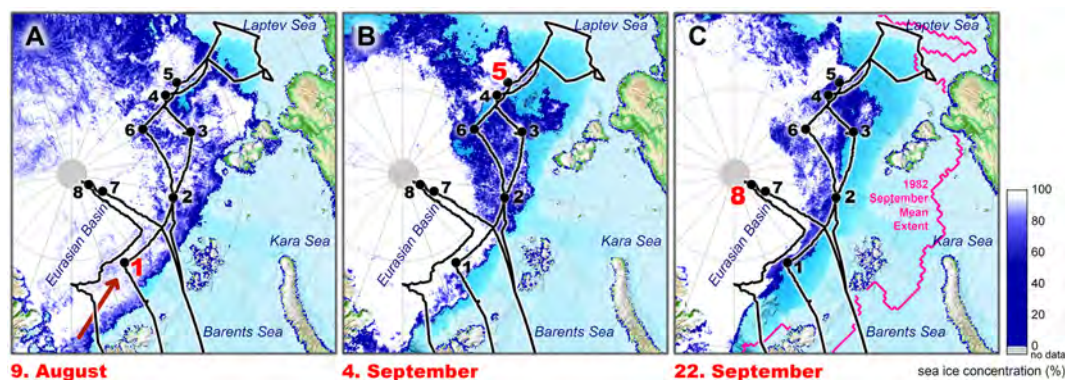 A
Laptev Sea
5
4
6
3
8
7
2
Eurasian Basin
1
Kara Sea
Barents Sea
9. August
B
Laptev Sea
5
4
6
3
8
7
2
Eurasian Basin
1
Kara Sea
Barents Sea
4. September
C
Laptev Sea
5
4
6
3
8
7
2
1982
September
Mean
Extent
Eurasian Basin
1
Kara Sea
Barents Sea
22. September
100
80
60
40
20
0
no data
sea ice concentration (%)